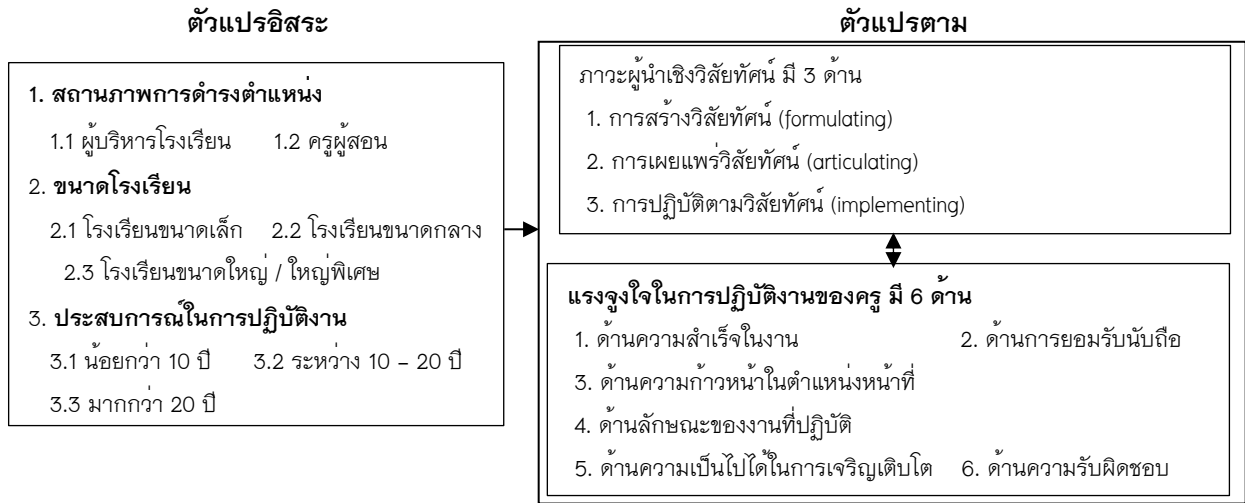 ตัวแปรอิสระ
1. สถานภาพการดำรงตำแหน่ง
1.1 ผู้บริหารโรงเรียน 1.2 ครูผู้สอน
2. ขนาดโรงเรียน
2.1 โรงเรียนขนาดเล็ก 2.2 โรงเรียนขนาดกลาง
2.3 โรงเรียนขนาดใหญ่ / ใหญ่พิเศษ
3. ประสบการณ์ในการปฏิบัติงาน
3.1 น้อยกว่า 10 ปี 3.2 ระหว่าง 10 – 20 ปี
3.3 มากกว่า 20 ปี
ตัวแปรตาม
ภาวะผู้นำเชิงวิสัยทัศน์ มี 3 ด้าน
1. การสร้างวิสัยทัศน์ (formulating)
2. การเผยแพร่วิสัยทัศน์ (articulating)
3. การปฏิบัติตามวิสัยทัศน์ (implementing)
แรงจูงใจในการปฏิบัติงานของครู มี 6 ด้าน
1. ด้านความสำเร็จในงาน 2. ด้านการยอมรับนับถือ
3. ด้านความก้าวหน้าในตำแหน่งหน้าที่
4. ด้านลักษณะของงานที่ปฏิบัติ
5. ด้านความเป็นไปได้ในการเจริญเติบโต 6. ด้านความรับผิดชอบ